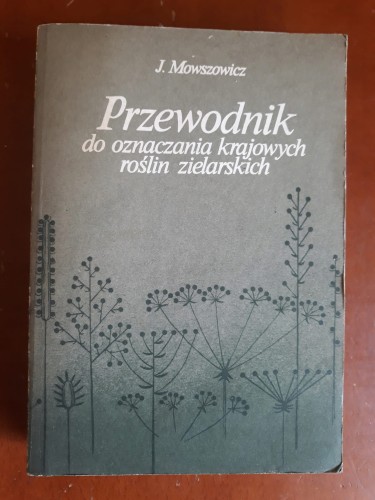 J. Mowszowicz
Przewodnik
do oznaczania krajowych
roślin zielarskich